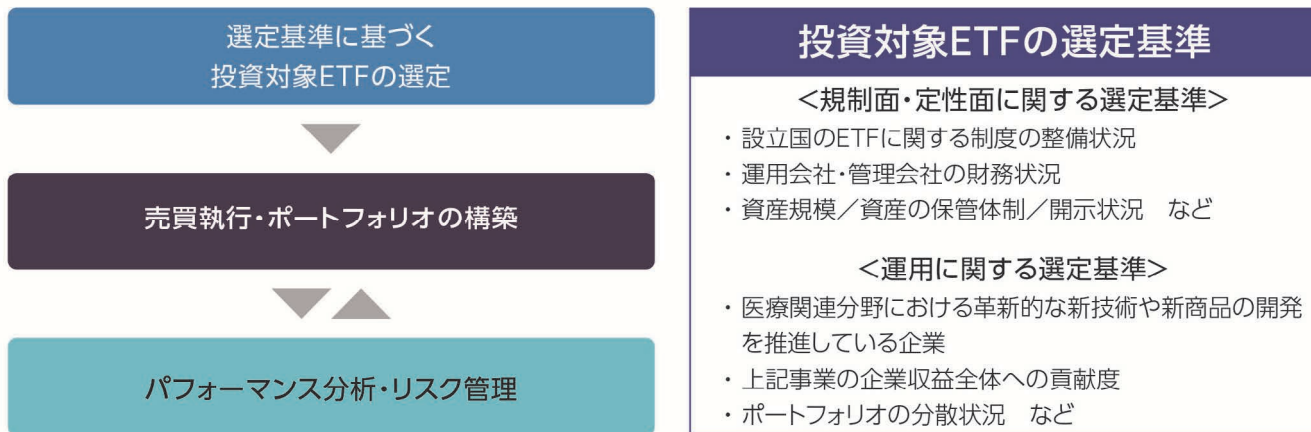 選定基準に基づく
投資対象ETFの選定
売買執行・ポートフォリオの構築
パフォーマンス分析・リスク管理
投資対象ETFの選定基準
<規制面・定性面に関する選定基準>
・設立国のETFに関する制度の整備状況
・運用会社・管理会社の財務状況
・資産規模／資産の保管体制／開示状況　など
<運用に関する選定基準>
・医療関連分野における革新的な新技術や新商品の開発
を推進している企業
・上記事業の企業収益全体への貢献度
・ポートフォリオの分散状況　など